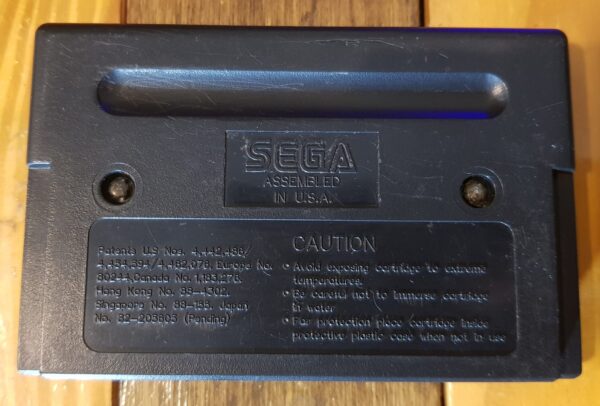 SEGA
ASSEMBLED
IN U.S.A.
Patents: U.S. Nos. 4,442,486/
4,454,594/4,462,076, Europe No.
80244, Canada No. 1,183,276,
Hong Kong No. 88-4302,
Singapore No. 88-155, Japan
No. 82-205605 (Pending)
CAUTION
• Avoid exposing cartridge to extreme
temperatures.
• Be careful not to immerse cartridge
in water
• For protection place cartridge inside
protective plastic case when not in use